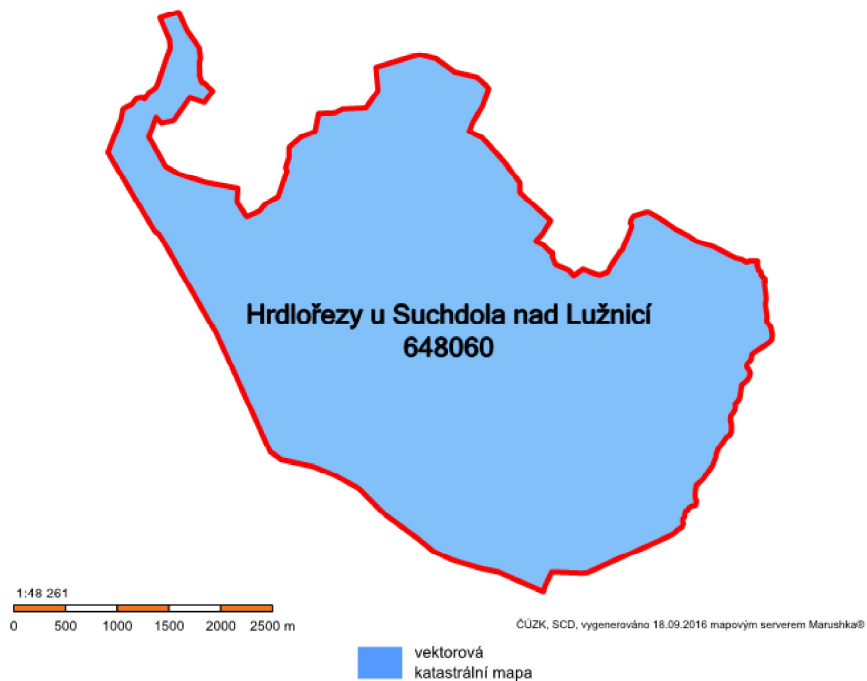 Hrdlořezy u Suchdola nad Lužnicí
648060
1:48 261
0 500 1000 1500 2000 2500 m
ČÚZK, SCD, vygenerováno 18.09.2016 mapovým serverem Marushka®
vektorová
katastrální mapa